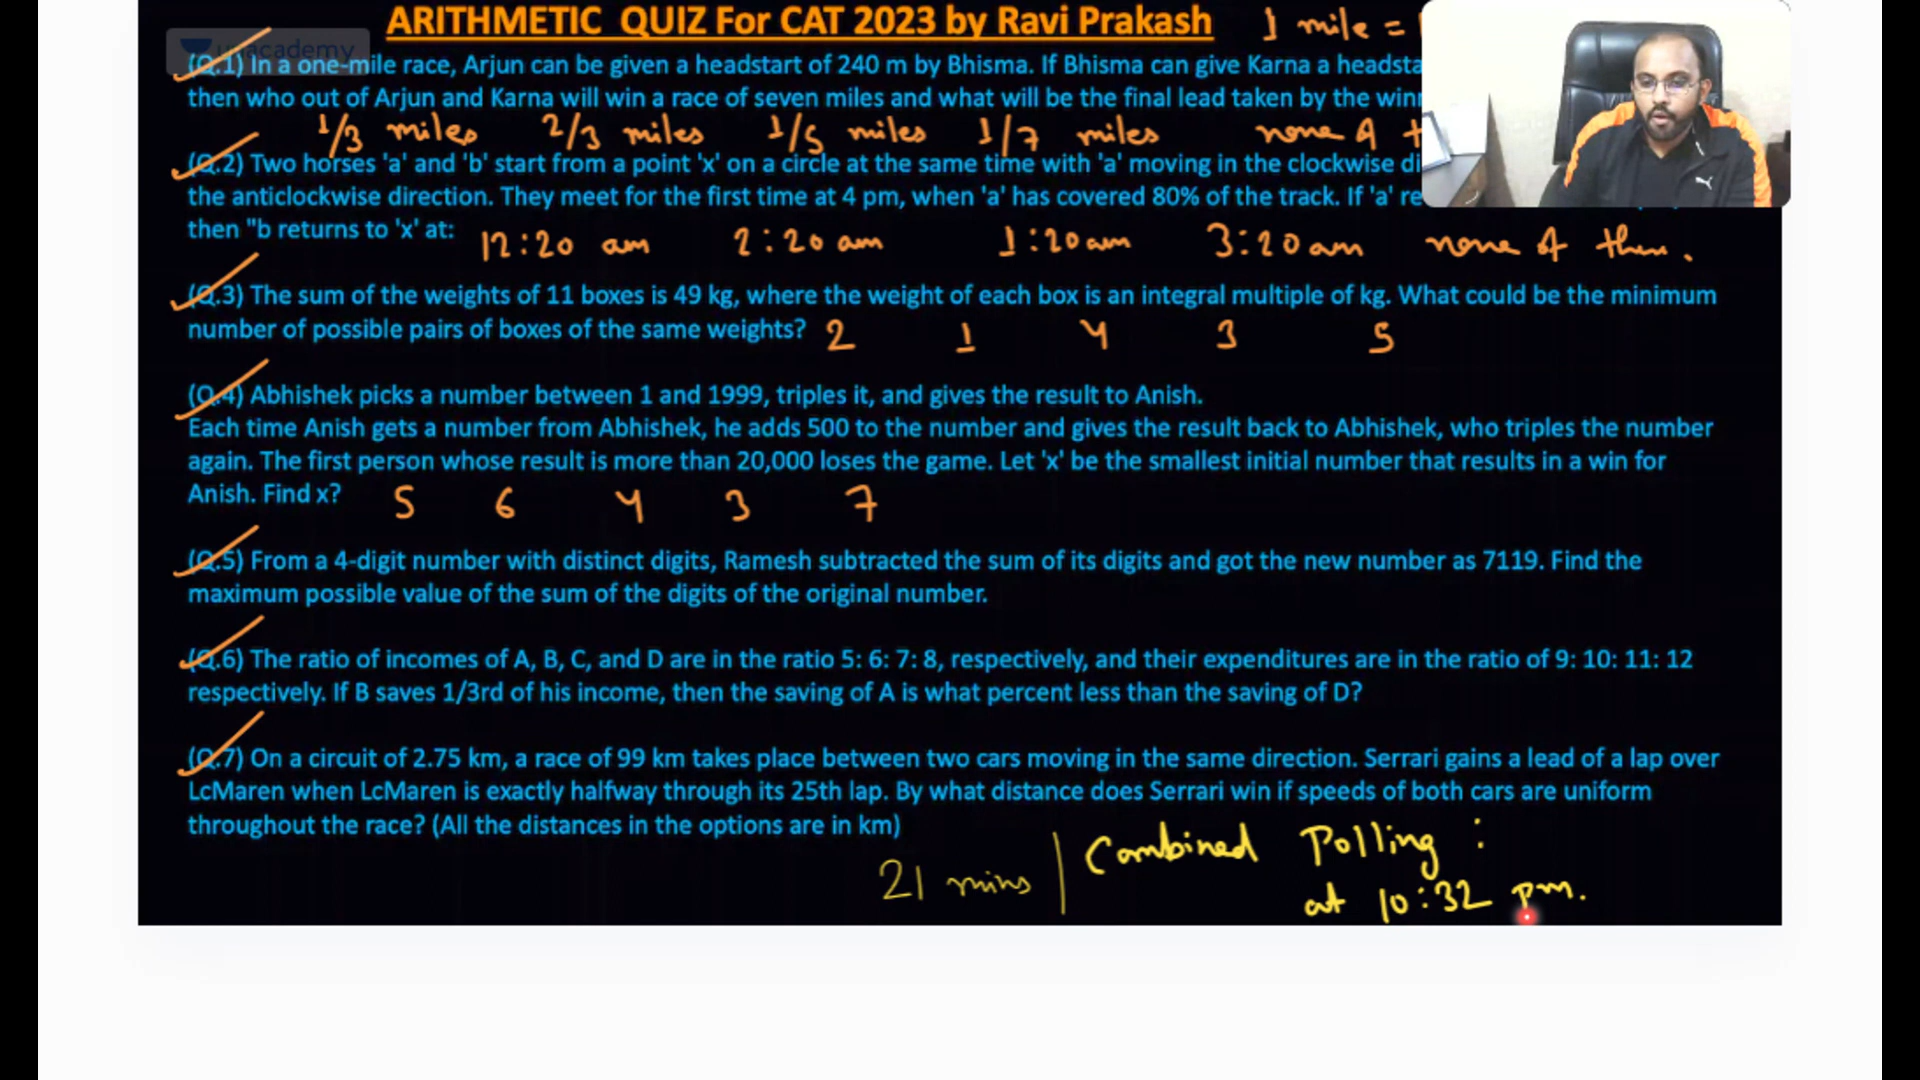 ARITHMETIC QUIZ For CAT 2023 by Ravi Prakash 1 mile =
unacademy
(Q.1) In a one-mile race, Arjun can be given a headstart of 240 m by Bhisma. If Bhisma can give Karna a headsta
then who out of Arjun and Karna will win a race of seven miles and what will be the final lead taken by the winn
1/3 miles 2/3 miles 1/5 miles 1/7 miles none of t
(Q.2) Two horses 'a' and 'b' start from a point 'x' on a circle at the same time with 'a' moving in the clockwise di
the anticlockwise direction. They meet for the first time at 4 pm, when 'a' has covered 80% of the track. If 'a' re
then "b returns to 'x' at: 12:20 am 2:20 am 1:20 am 3:20 am none of them.
(Q.3) The sum of the weights of 11 boxes is 49 kg, where the weight of each box is an integral multiple of kg. What could be the minimum
number of possible pairs of boxes of the same weights? 2 1 4 3 5
(Q.4) Abhishek picks a number between 1 and 1999, triples it, and gives the result to Anish.
Each time Anish gets a number from Abhishek, he adds 500 to the number and gives the result back to Abhishek, who triples the number
again. The first person whose result is more than 20,000 loses the game. Let 'x' be the smallest initial number that results in a win for
Anish. Find x? 5 6 4 3 7
(Q.5) From a 4-digit number with distinct digits, Ramesh subtracted the sum of its digits and got the new number as 7119. Find the
maximum possible value of the sum of the digits of the original number.
(Q.6) The ratio of incomes of A, B, C, and D are in the ratio 5: 6: 7: 8, respectively, and their expenditures are in the ratio of 9: 10: 11: 12
respectively. If B saves 1/3rd of his income, then the saving of A is what percent less than the saving of D?
(Q.7) On a circuit of 2.75 km, a race of 99 km takes place between two cars moving in the same direction. Serrari gains a lead of a lap over
LcMaren when LcMaren is exactly halfway through its 25th lap. By what distance does Serrari win if speeds of both cars are uniform
throughout the race? (All the distances in the options are in km)
21 mins | Combined Polling :
at 10:32 pm.